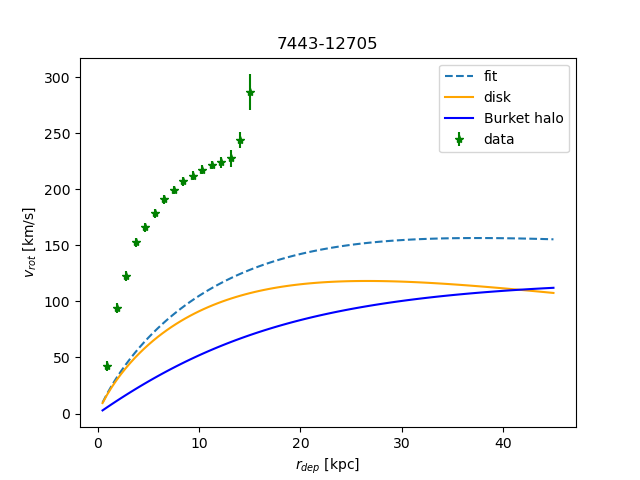 7443-12705
300
250
200
150
100
50
0
v_rot [km/s]
fit
disk
Burket halo
data
0 10 20 30 40
r_dep [kpc]